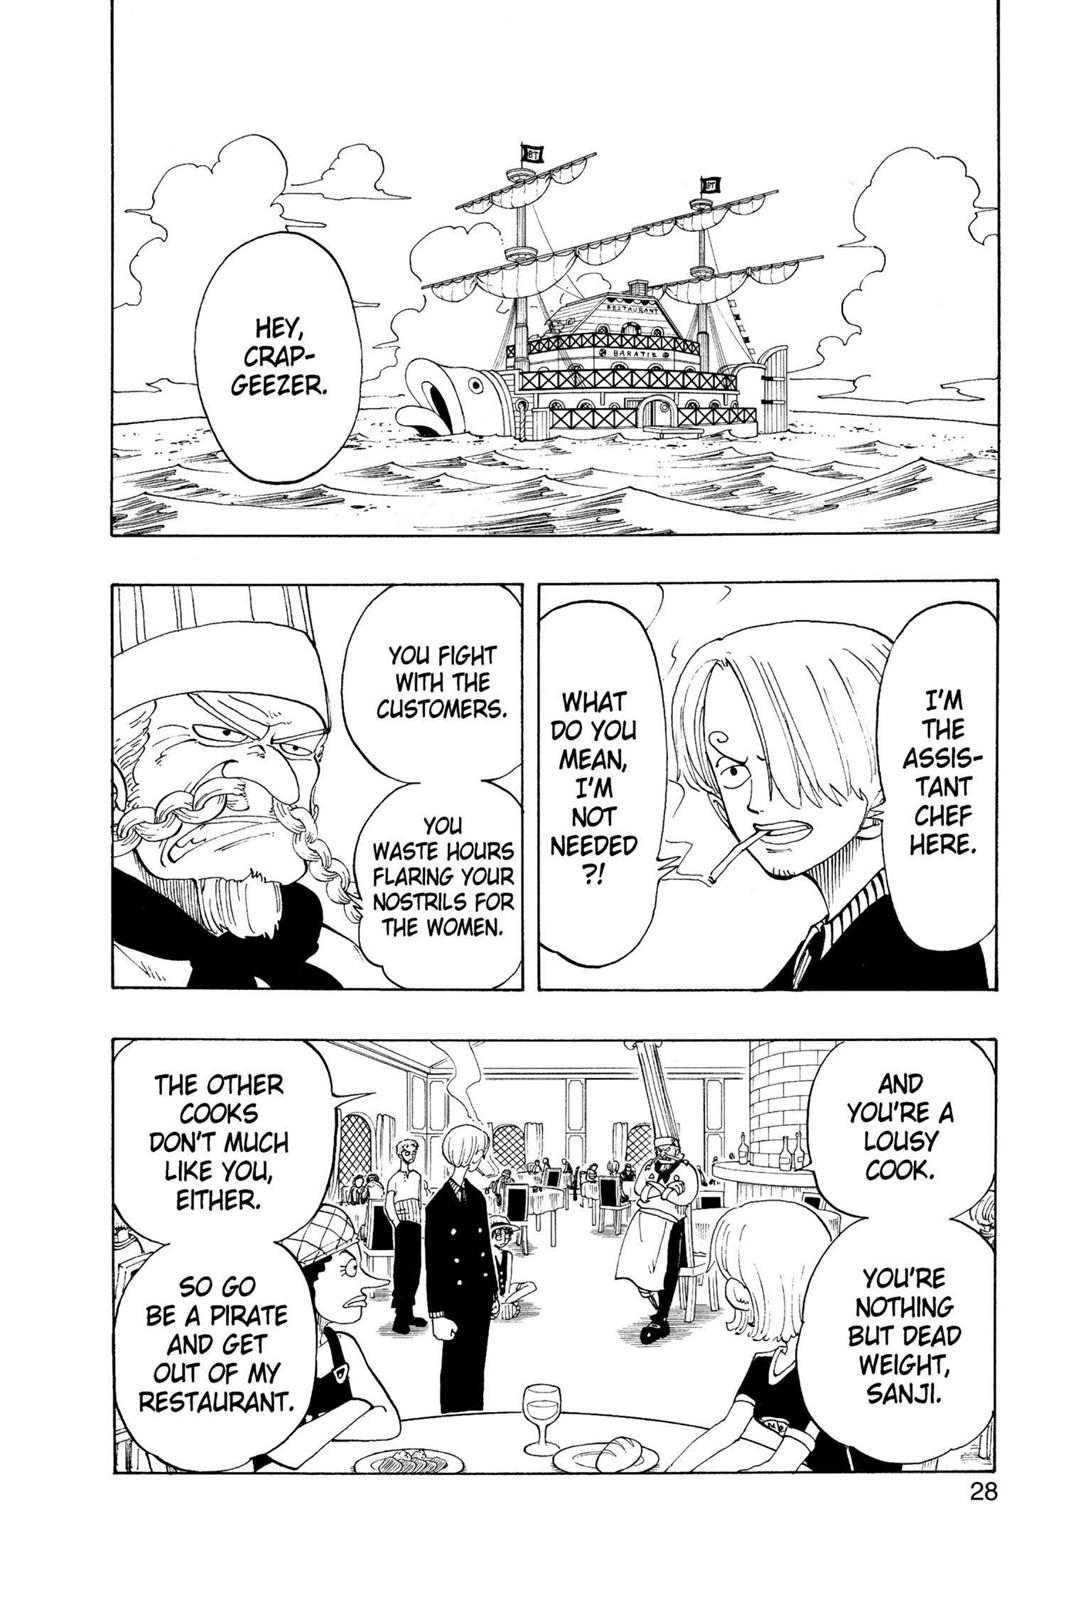 BT
BT
RESTAURANT
BARATIE
HEY,
CRAP-
GEEZER.
I'M
THE
ASSIS-
TANT
CHEF
HERE.
WHAT
DO YOU
MEAN,
I'M
NOT
NEEDED
?!
YOU FIGHT
WITH THE
CUSTOMERS.
YOU
WASTE HOURS
FLARING YOUR
NOSTRILS FOR
THE WOMEN.
AND
YOU'RE A
LOUSY
COOK.
YOU'RE
NOTHING
BUT DEAD
WEIGHT,
SANJI.
THE OTHER
COOKS
DON'T MUCH
LIKE YOU,
EITHER.
SO GO
BE A PIRATE
AND GET
OUT OF MY
RESTAURANT.
28